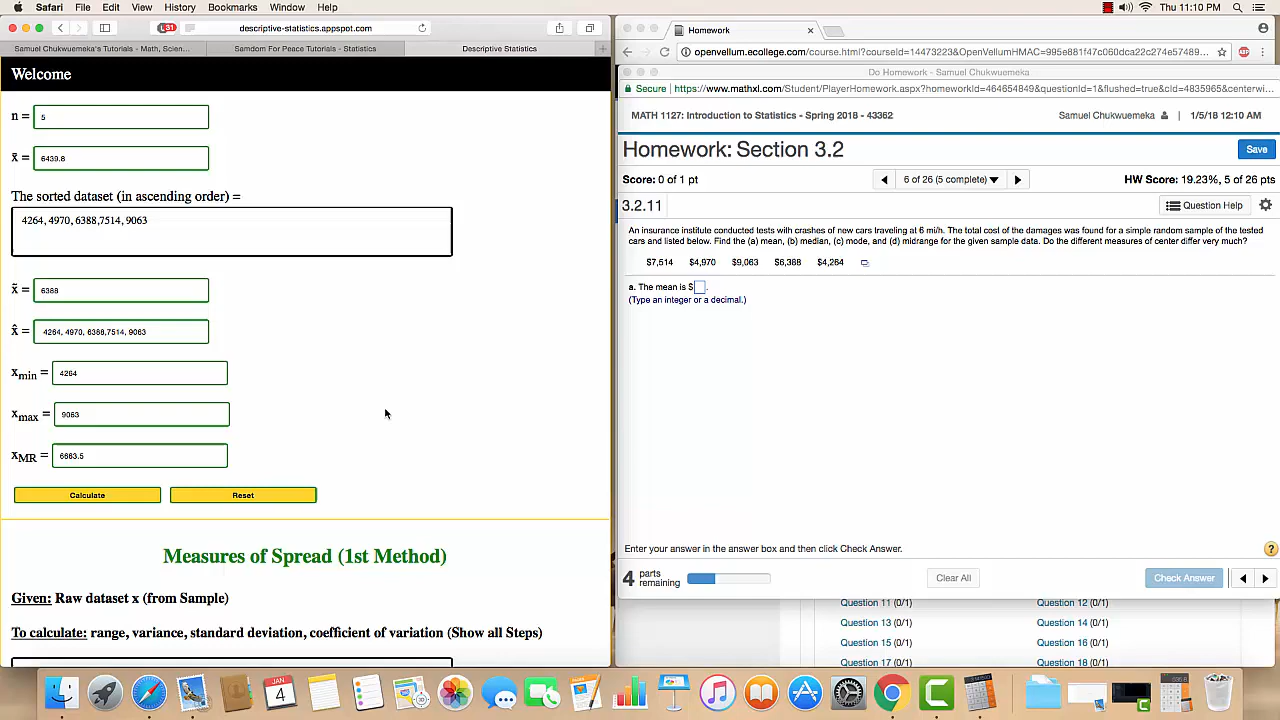 Safari File Edit View History Bookmarks Window Help
Thu 11:10 PM
descriptive-statistics.appspot.com
Samuel Chukwuemeka's Tutorials - Math, Scien...
Samdom For Peace Tutorials - Statistics
Descriptive Statistics
Welcome
n = 5
x̄ = 6439.8
The sorted dataset (in ascending order) =
4264, 4970, 6388,7514, 9063
x̃ = 6388
x̂ = 4264, 4970, 6388,7514, 9063
xmin = 4264
xmax = 9063
xMR = 6663.5
Calculate Reset
Measures of Spread (1st Method)
Given: Raw dataset x (from Sample)
To calculate: range, variance, standard deviation, coefficient of variation (Show all Steps)
Homework
openvellum.ecollege.com/course.html?courseId=14473223&OpenVellumHMAC=995e881f47c060dca22c274e57489...
Do Homework - Samuel Chukwuemeka
Secure https://www.mathxl.com/Student/PlayerHomework.aspx?homeworkId=464654849&questionId=1&flushed=true&cId=4835965&centerwi...
MATH 1127: Introduction to Statistics - Spring 2018 - 43362
Samuel Chukwuemeka 1/5/18 12:10 AM
Homework: Section 3.2
Save
Score: 0 of 1 pt
6 of 26 (5 complete)
HW Score: 19.23%, 5 of 26 pts
3.2.11
Question Help
An insurance institute conducted tests with crashes of new cars traveling at 6 mi/h. The total cost of the damages was found for a simple random sample of the tested
cars and listed below. Find the (a) mean, (b) median, (c) mode, and (d) midrange for the given sample data. Do the different measures of center differ very much?
$7,514 $4,970 $9,063 $6,388 $4,264
a. The mean is $ .
(Type an integer or a decimal.)
Enter your answer in the answer box and then click Check Answer.
4 parts
remaining
Clear All
Check Answer
Question 11 (0/1) Question 12 (0/1)
Question 13 (0/1) Question 14 (0/1)
Question 15 (0/1) Question 16 (0/1)
Question 17 (0/1) Question 18 (0/1)
JAN
4